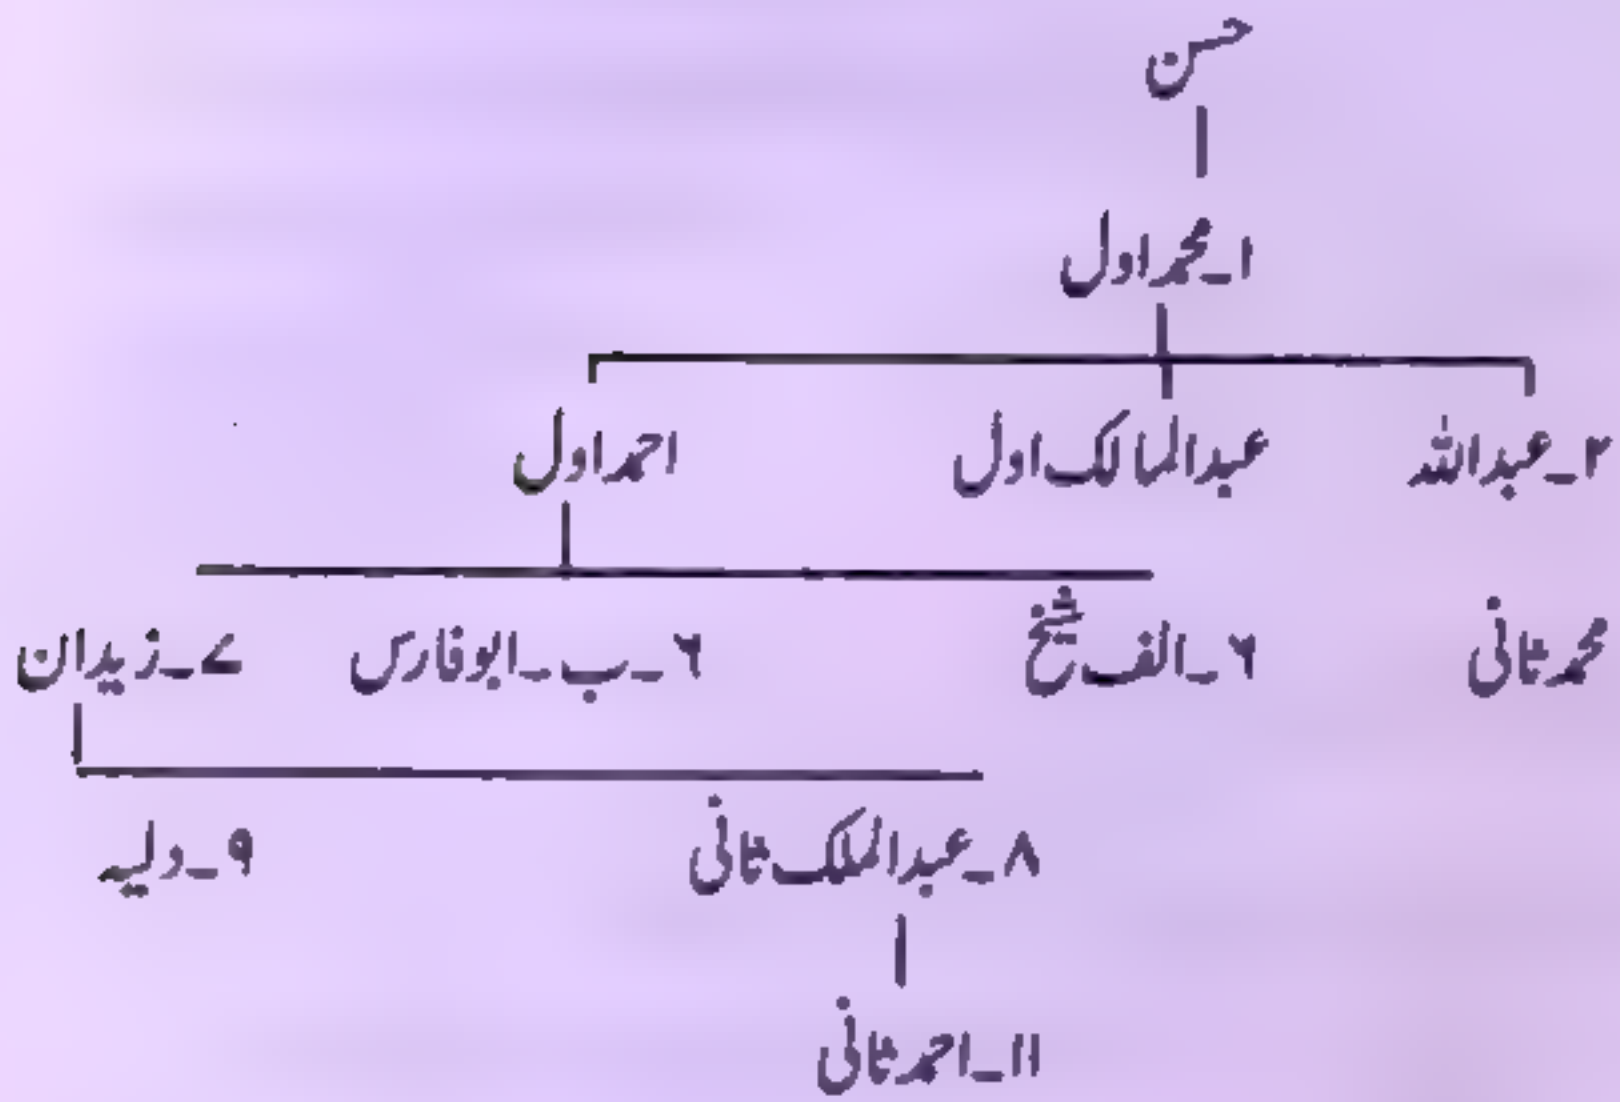 حسن
۱۔محمد اول
۲۔عبداللہ عبدالمالک اول احمد اول
محمد ثانی ۶۔الف شیخ ۶۔ب۔ابوفارس ۷۔زیدان
۸۔عبدالملک ثانی ۹۔دلیہ
۱۱۔احمد ثانی